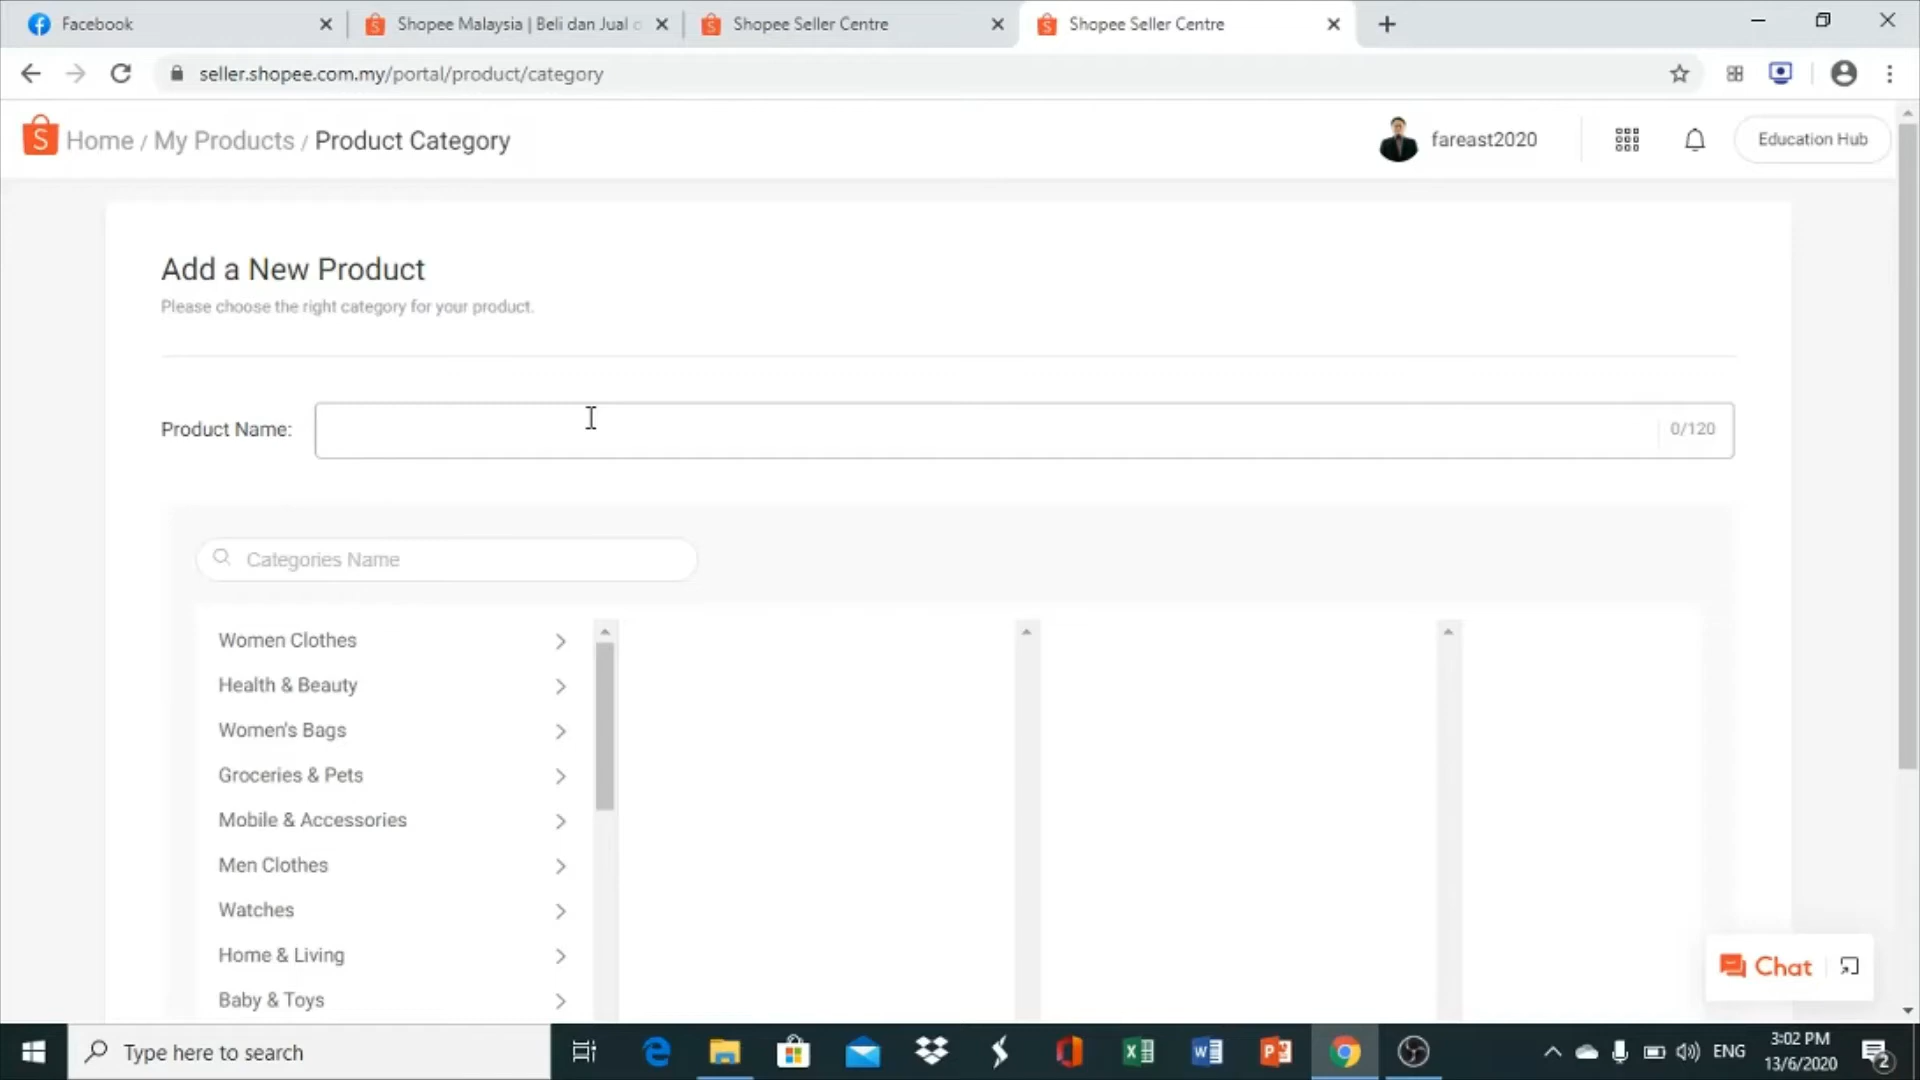 Facebook
Shopee Malaysia | Beli dan Jual
Shopee Seller Centre
Shopee Seller Centre
seller.shopee.com.my/portal/product/category
Home / My Products / Product Category
fareast2020
Education Hub
Add a New Product
Please choose the right category for your product.
Product Name:
0/120
Categories Name
Women Clothes
Health & Beauty
Women's Bags
Groceries & Pets
Mobile & Accessories
Men Clothes
Watches
Home & Living
Baby & Toys
Chat
Type here to search
ENG
3:02 PM
13/6/2020
2